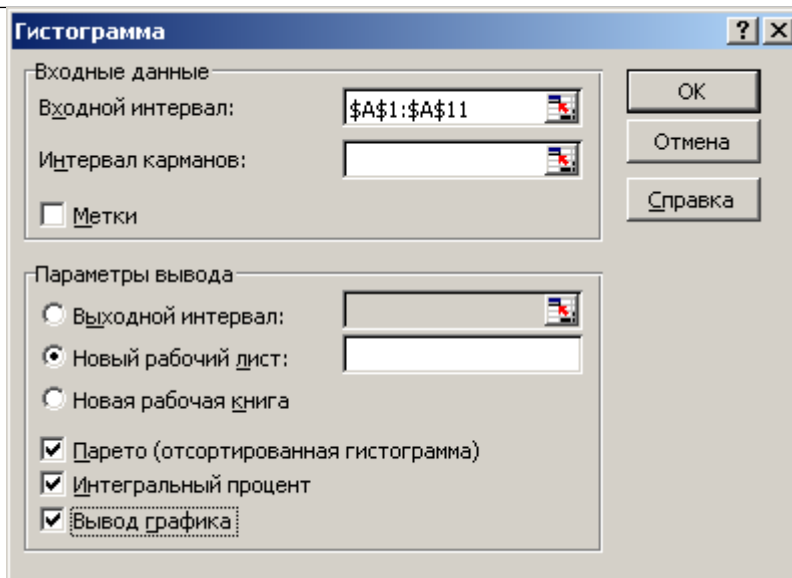 Гистограмма
Входные данные
Входной интервал: $A$1:$A$11
Интервал карманов:
Метки
OK
Отмена
Справка
Параметры вывода
Выходной интервал:
Новый рабочий лист:
Новая рабочая книга
Парето (отсортированная гистограмма)
Интегральный процент
Вывод графика